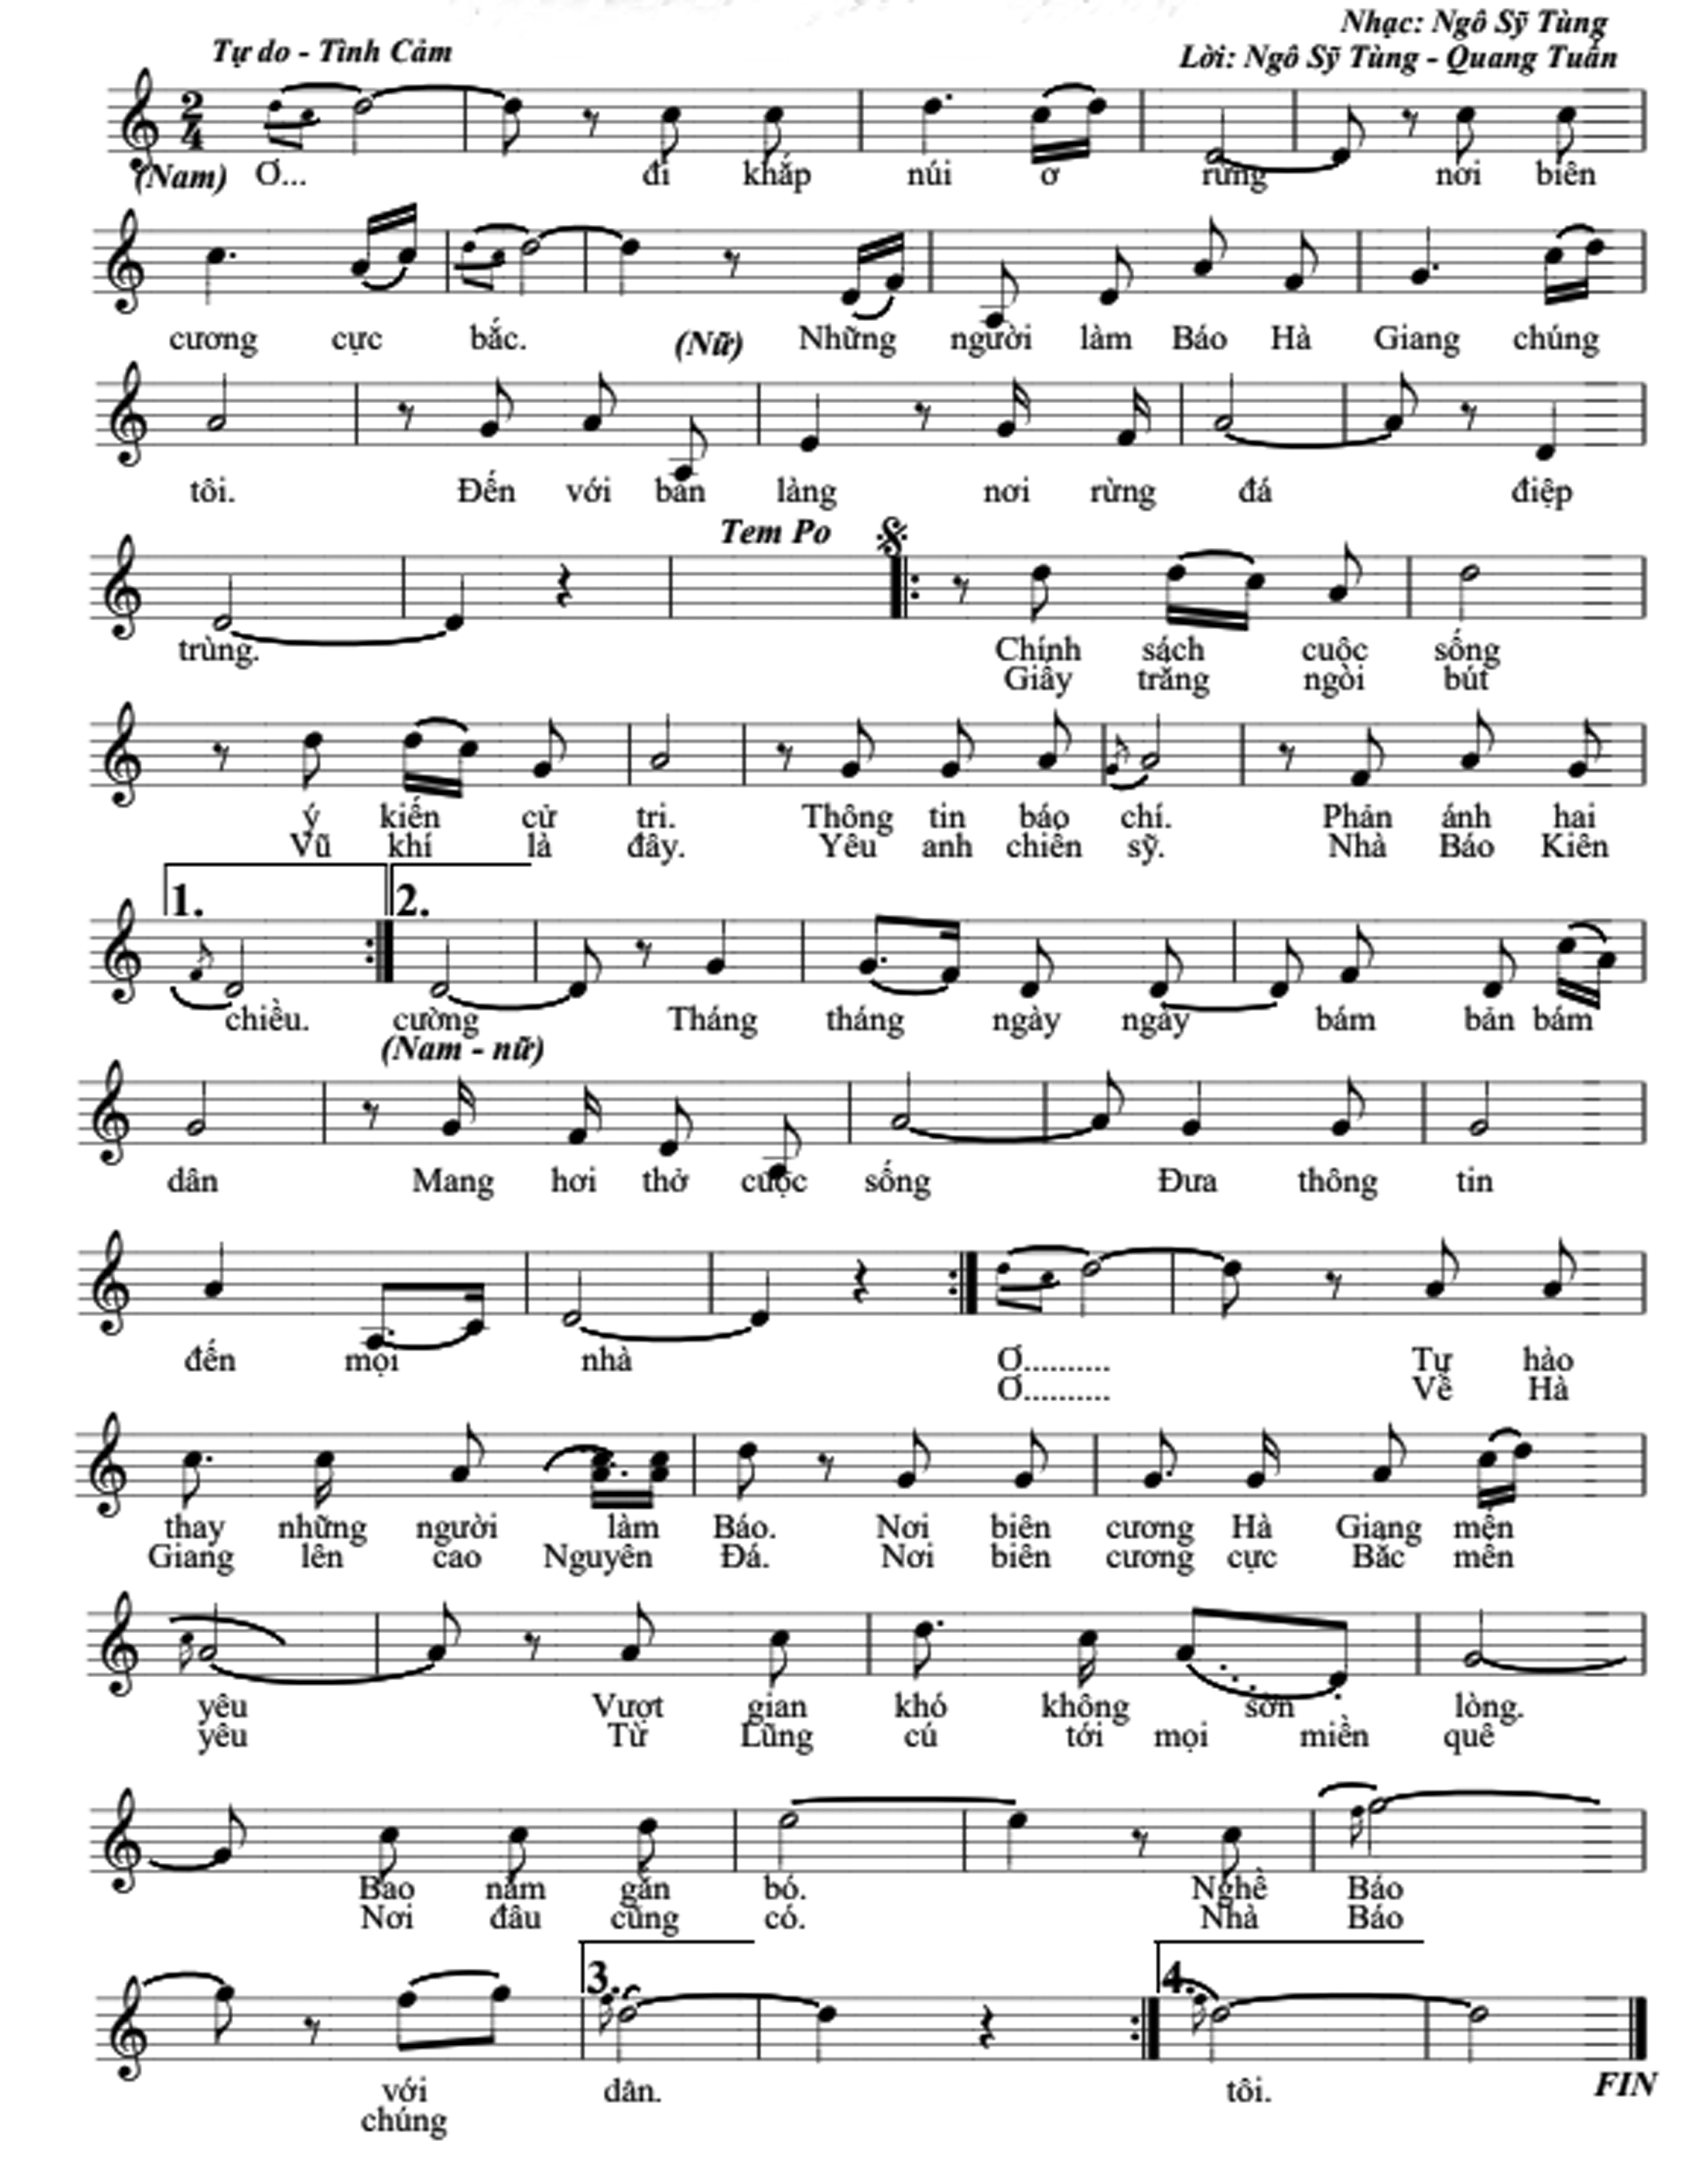 Nhạc: Ngô Sỹ Tùng
Tự do - Tình Cảm
Lời: Ngô Sỹ Tùng - Quang Tuấn
2
4
(Nam) Ơ... đi khắp núi ơ rừng nơi biên
cương cực bắc. (Nữ) Những người làm Báo Hà Giang chúng
tôi. Đến với bản làng nơi rừng đá điệp
Tem Po
trùng. Chính sách cuộc sống
Giấy trắng ngòi bút
ý kiến cử tri. Thông tin báo chí. Phản ánh hai
Vũ khí là đây. Yêu anh chiến sỹ. Nhà Báo Kiên
1. 2.
chiều. cường Tháng tháng ngày ngày bám bản bám
(Nam - nữ)
dân Mang hơi thở cuộc sống Đưa thông tin
đến mọi nhà Ơ.......... Tự hào
Ơ.......... Về Hà
thay những người làm Báo. Nơi biên cương Hà Giang mến
Giang lên cao Nguyên Đá. Nơi biên cương cực Bắc mến
yêu Vượt gian khó không sờn lòng.
yêu Từ Lũng cú tới mọi miền quê
Bao năm gắn bó. Nghề Báo
Nơi đâu cũng có. Nhà Báo
3. 4.
với dân. tôi. FIN
chúng